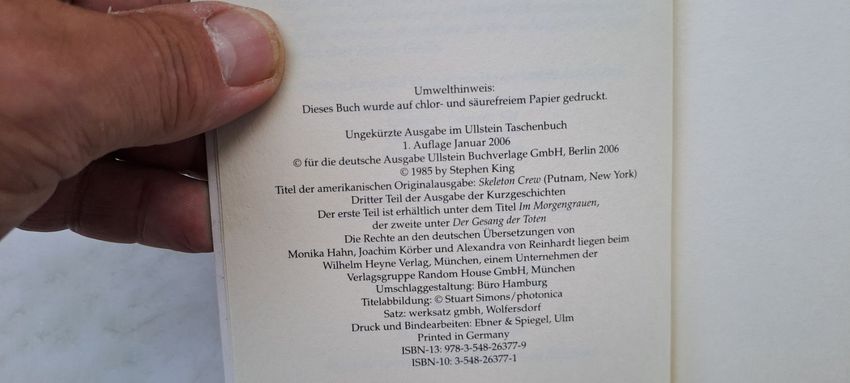 Umwelthinweis:
Dieses Buch wurde auf chlor- und säurefreiem Papier gedruckt.
Ungekürzte Ausgabe im Ullstein Taschenbuch
1. Auflage Januar 2006
© für die deutsche Ausgabe Ullstein Buchverlage GmbH, Berlin 2006
© 1985 by Stephen King
Titel der amerikanischen Originalausgabe: Skeleton Crew (Putnam, New York)
Dritter Teil der Ausgabe der Kurzgeschichten
Der erste Teil ist erhältlich unter dem Titel Im Morgengrauen,
der zweite unter Der Gesang der Toten
Die Rechte an den deutschen Übersetzungen von
Monika Hahn, Joachim Körber und Alexandra von Reinhardt liegen beim
Wilhelm Heyne Verlag, München, einem Unternehmen der
Verlagsgruppe Random House GmbH, München
Umschlaggestaltung: Büro Hamburg
Titelabbildung: © Stuart Simons/photonica
Satz: werksatz gmbh, Wolfersdorf
Druck und Bindearbeiten: Ebner & Spiegel, Ulm
Printed in Germany
ISBN-13: 978-3-548-26377-9
ISBN-10: 3-548-26377-1